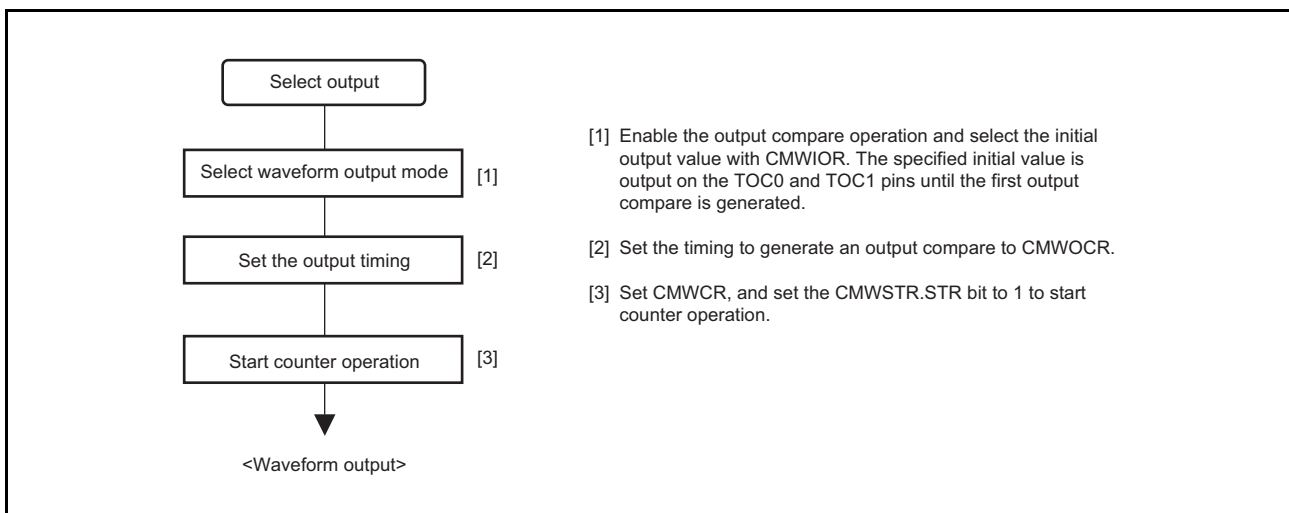 Select output
Select waveform output mode
[1]
Set the output timing
[2]
Start counter operation
[3]
<Waveform output>
[1] Enable the output compare operation and select the initial
output value with CMWIOR. The specified initial value is
output on the TOC0 and TOC1 pins until the first output
compare is generated.
[2] Set the timing to generate an output compare to CMWOCR.
[3] Set CMWCR, and set the CMWSTR.STR bit to 1 to start
counter operation.